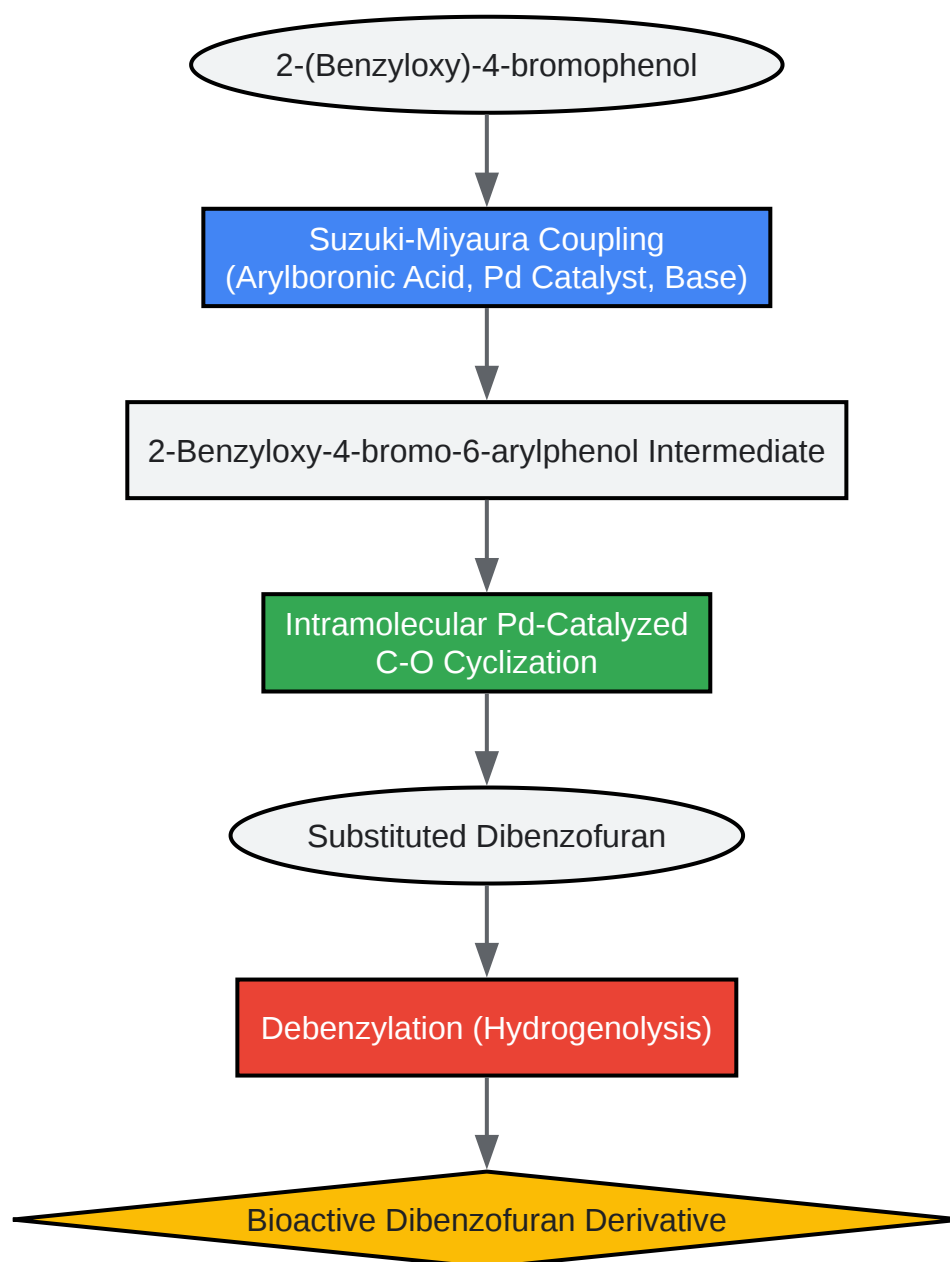 2-(Benzyloxy)-4-bromophenol
Suzuki-Miyaura Coupling
(Arylboronic Acid, Pd Catalyst, Base)
2-Benzyloxy-4-bromo-6-arylphenol Intermediate
Intramolecular Pd-Catalyzed
C-O Cyclization
Substituted Dibenzofuran
Debenzylation (Hydrogenolysis)
Bioactive Dibenzofuran Derivative